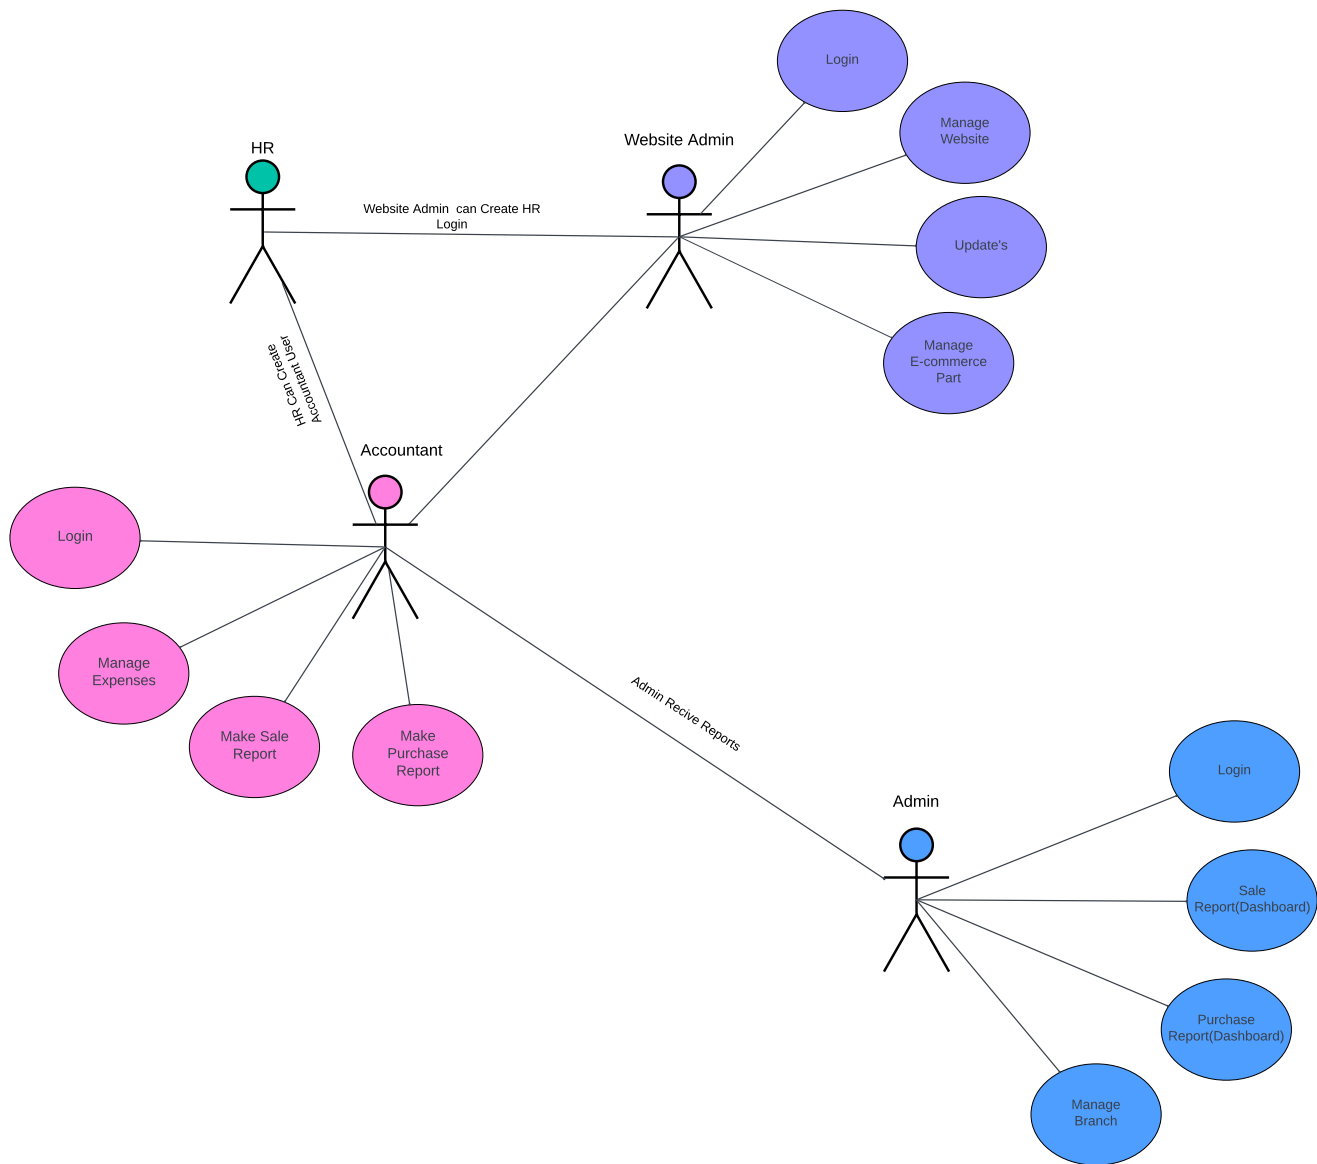 Login
Manage
Website
Website Admin
HR
Website Admin  can Create HR
Login
Update's
Manage
E-commerce
Part
HR Can Create
Accountant User
Accountant
Login
Manage
Expenses
Make Sale
Report
Make
Purchase
Report
Admin Recive Reports
Admin
Login
Sale
Report(Dashboard)
Purchase
Report(Dashboard)
Manage
Branch